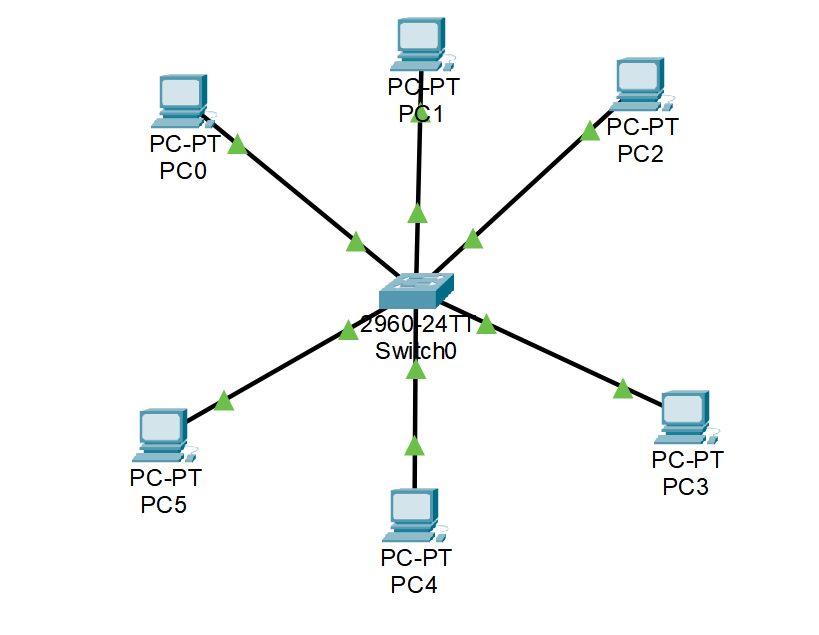 PC-PT
PC1
PC-PT
PC0
PC-PT
PC2
2960-24TT
Switch0
PC-PT
PC3
PC-PT
PC5
PC-PT
PC4